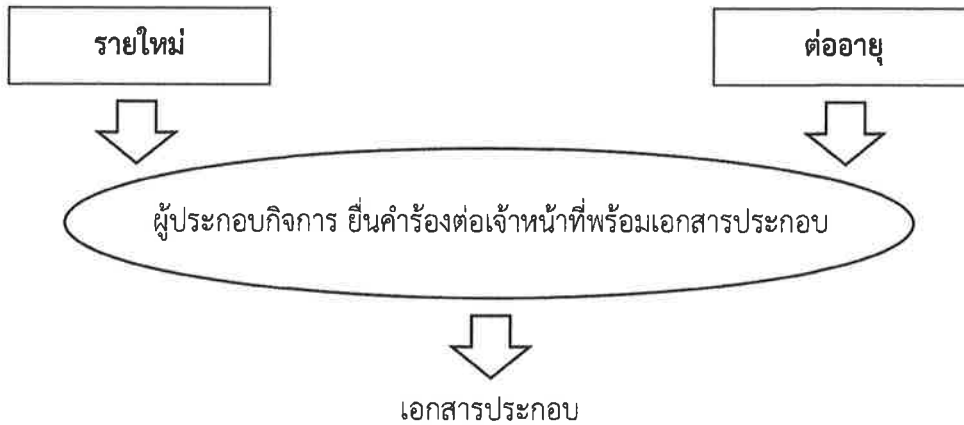 รายใหม่
ต่ออายุ
ผู้ประกอบกิจการ ยื่นคำร้องต่อเจ้าหน้าที่พร้อมเอกสารประกอบ
เอกสารประกอบ